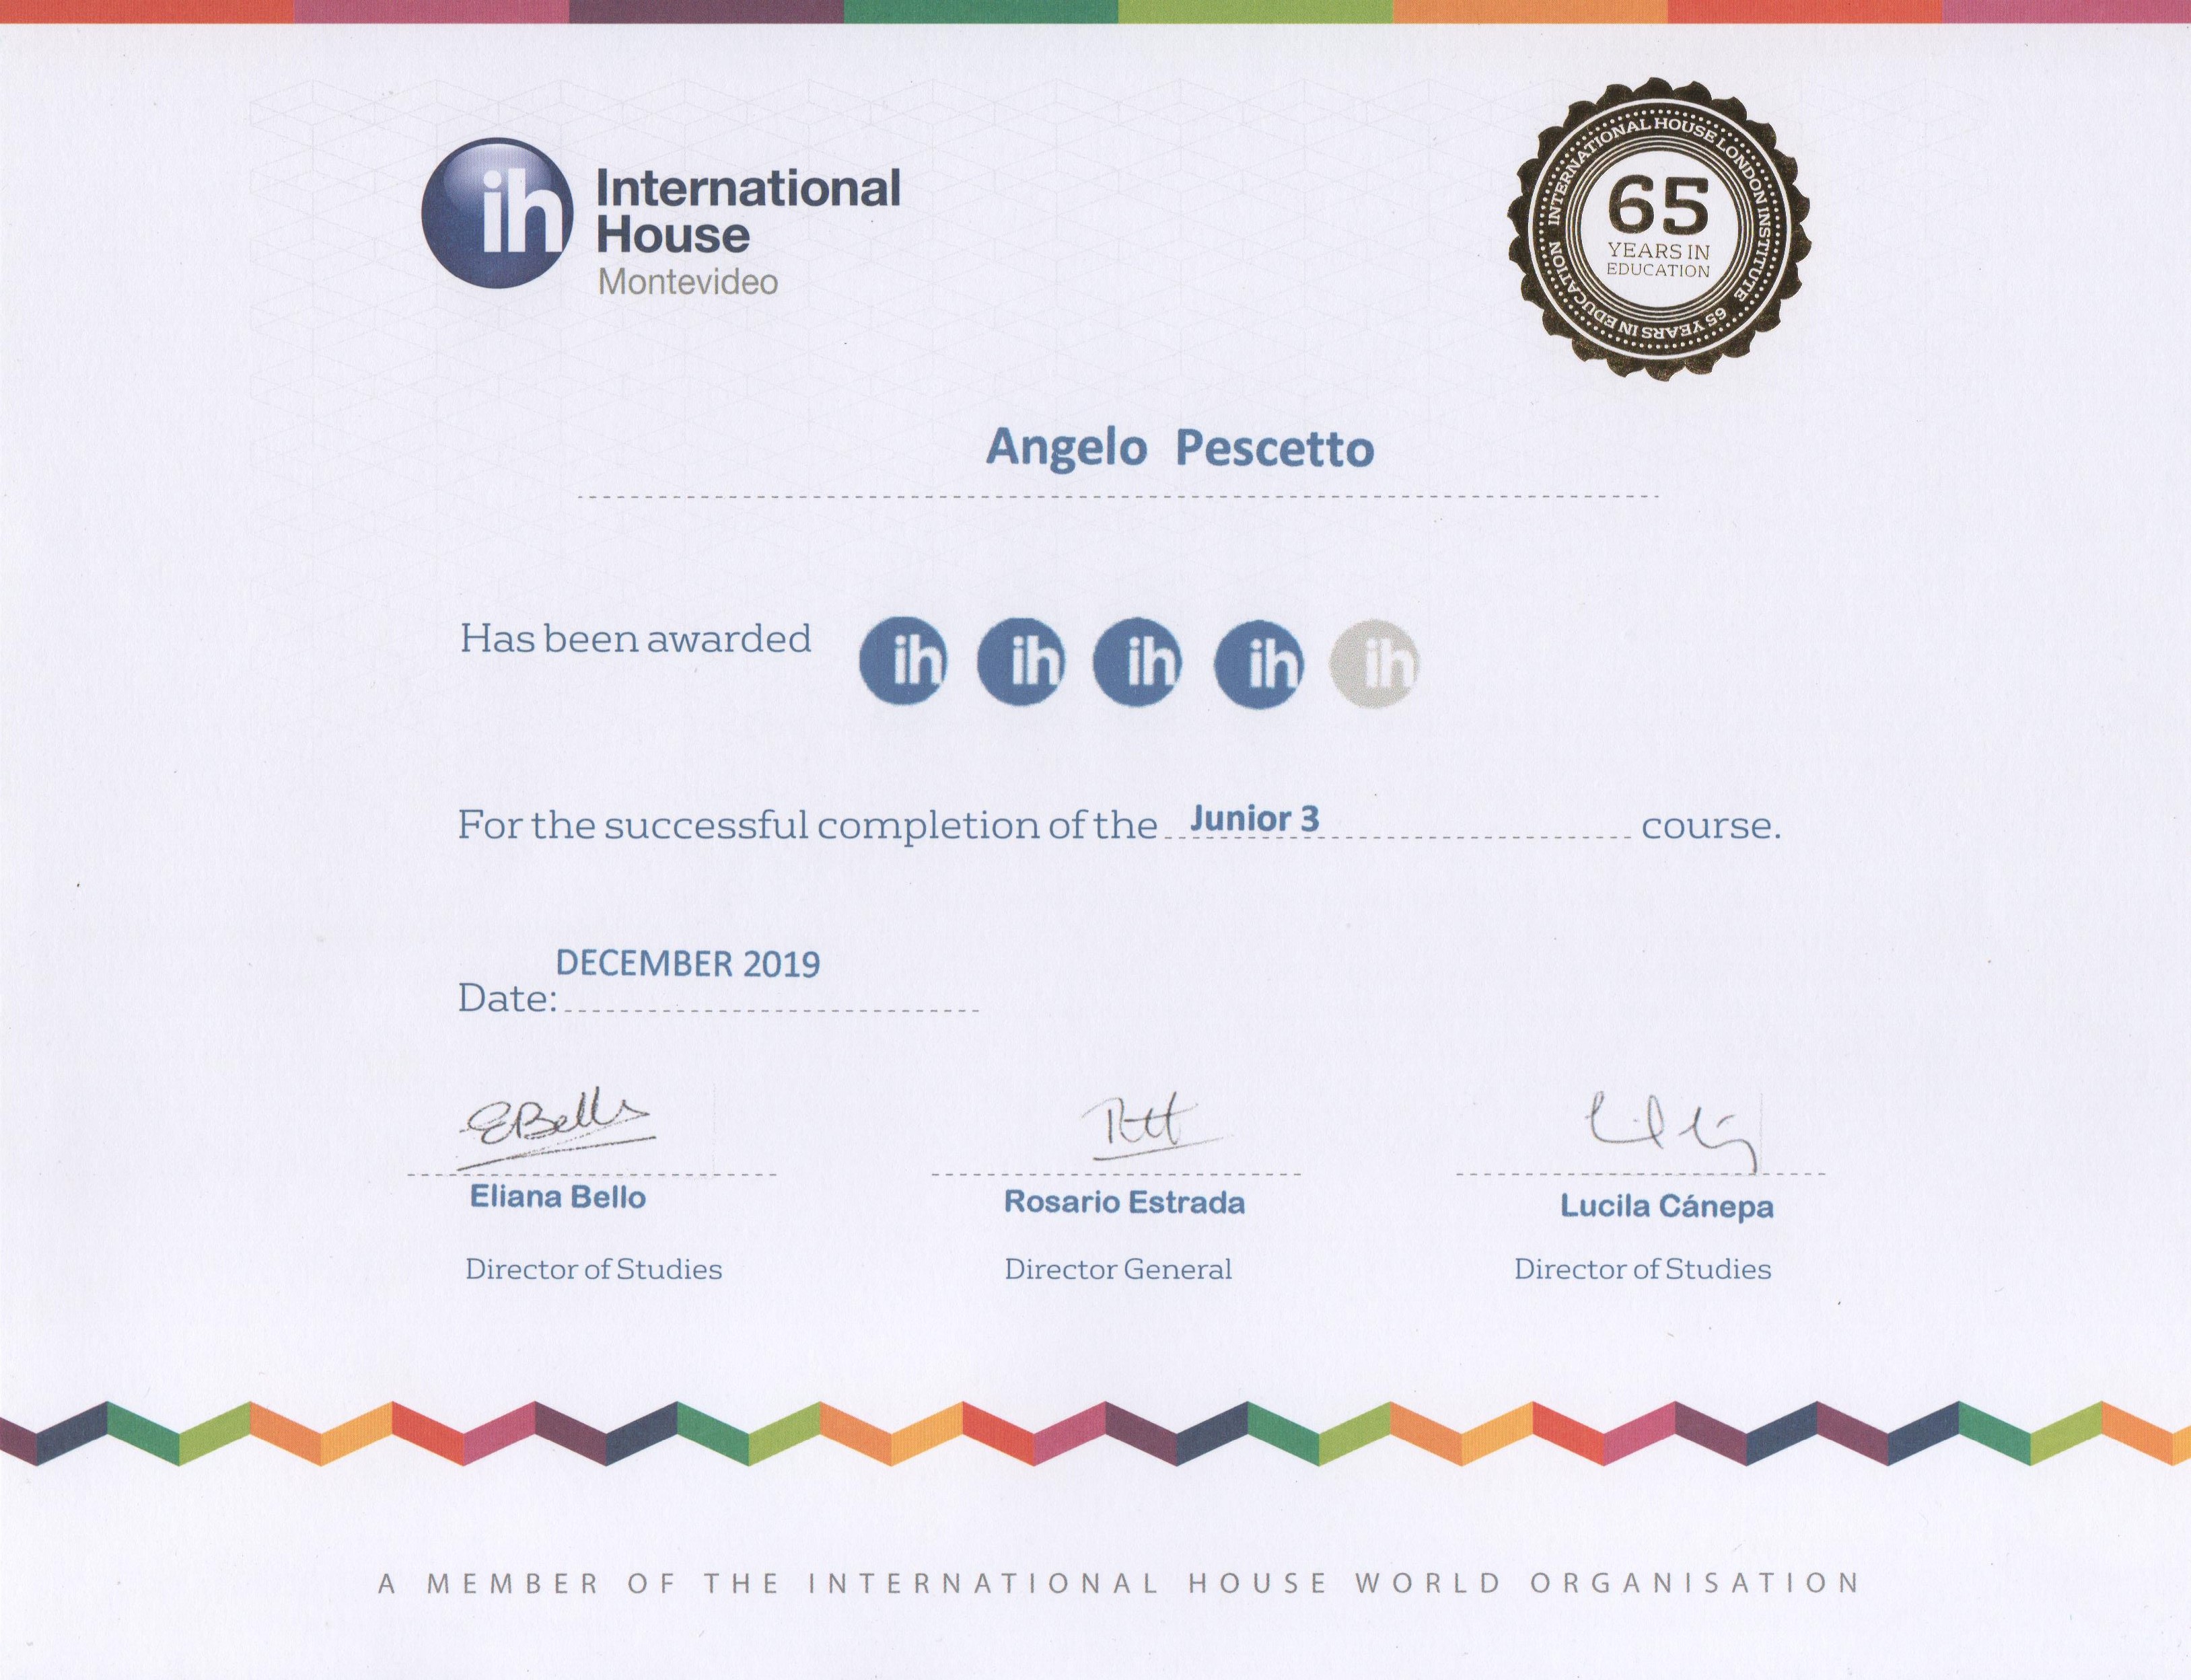 ih
International
House
Montevideo
INTERNATIONAL HOUSE LONDON INSTITUTE
65 YEARS IN EDUCATION
65
YEARS IN
EDUCATION
Angelo Pescetto
Has been awarded ih ih ih ih ih
For the successful completion of the Junior 3 course.
DECEMBER 2019
Date:
EBello
Eliana Bello
Rosario Estrada
Lucila Cánepa
Director of Studies
Director General
Director of Studies
A MEMBER OF THE INTERNATIONAL HOUSE WORLD ORGANISATION